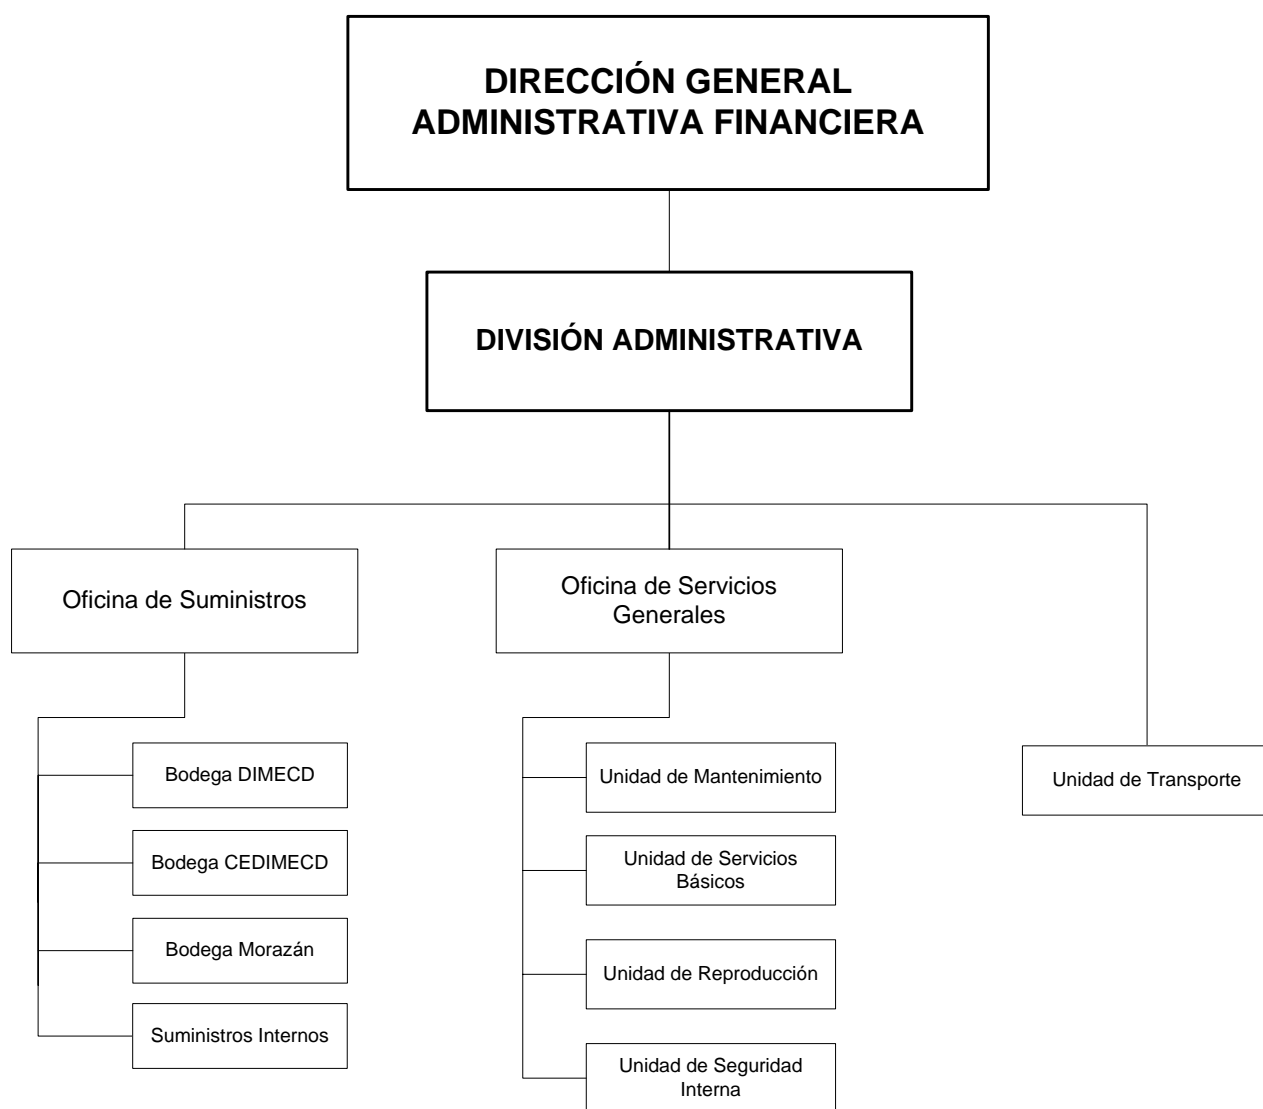 DIRECCIÓN GENERAL
ADMINISTRATIVA FINANCIERA
DIVISIÓN ADMINISTRATIVA
Oficina de Suministros
Oficina de Servicios
Generales
Bodega DIMECD
Bodega CEDIMECD
Bodega Morazán
Suministros Internos
Unidad de Mantenimiento
Unidad de Servicios
Básicos
Unidad de Reproducción
Unidad de Seguridad
Interna
Unidad de Transporte